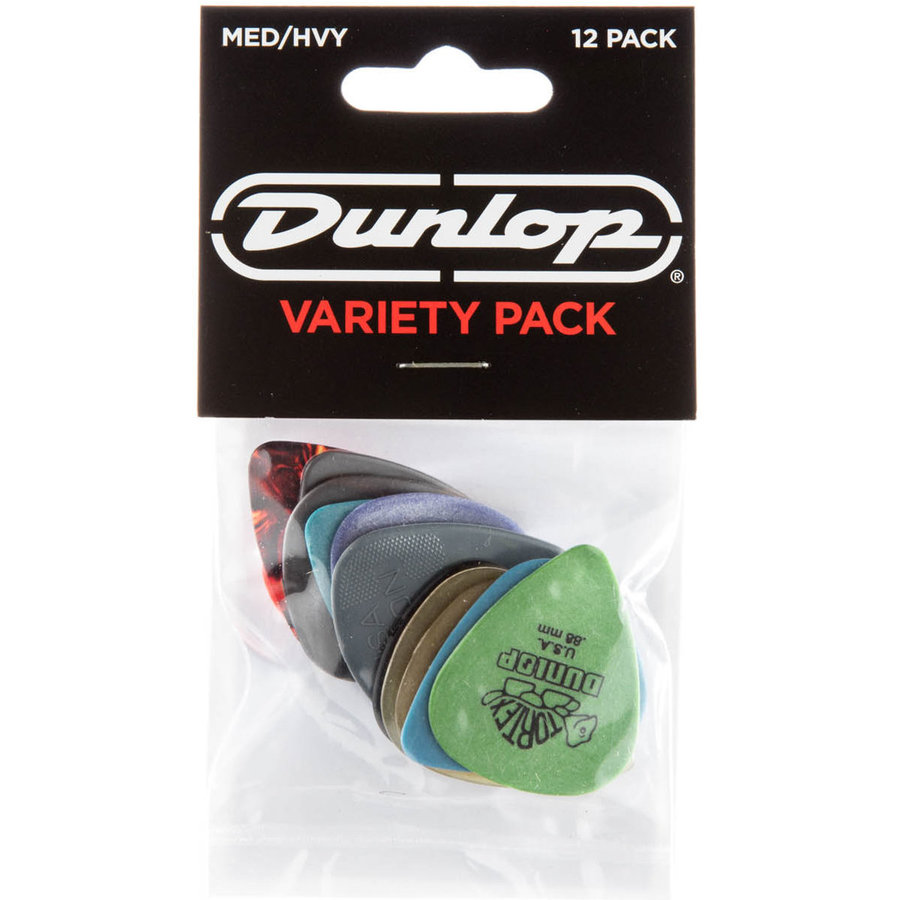 MED/HVY
12 PACK
Dunlop®
VARIETY PACK
.88 mm
U.S.A.
DUNLOP
TORTEX